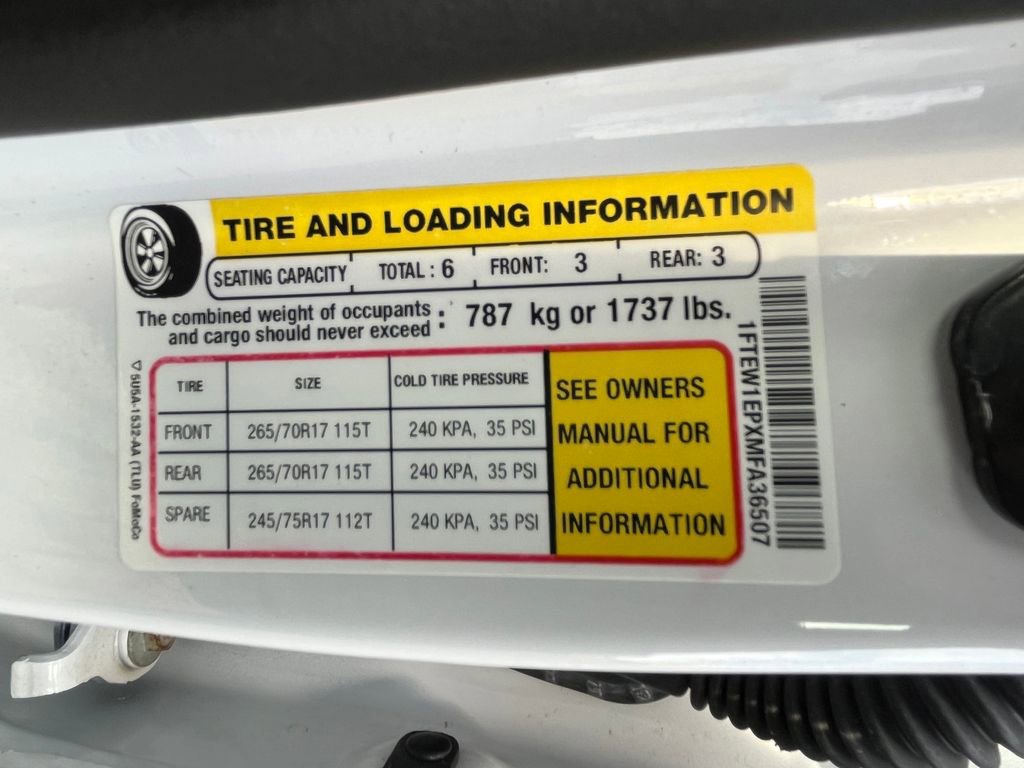 TIRE AND LOADING INFORMATION
SEATING CAPACITY TOTAL : 6 FRONT: 3 REAR: 3
The combined weight of occupants
and cargo should never exceed : 787 kg or 1737 lbs.
TIRE SIZE COLD TIRE PRESSURE
FRONT 265/70R17 115T 240 KPA, 35 PSI
REAR 265/70R17 115T 240 KPA, 35 PSI
SPARE 245/75R17 112T 240 KPA, 35 PSI
SEE OWNERS
MANUAL FOR
ADDITIONAL
INFORMATION
5U5A-1532-AA (TLU) FoMoCo
1FTEW1EPXMFA36507